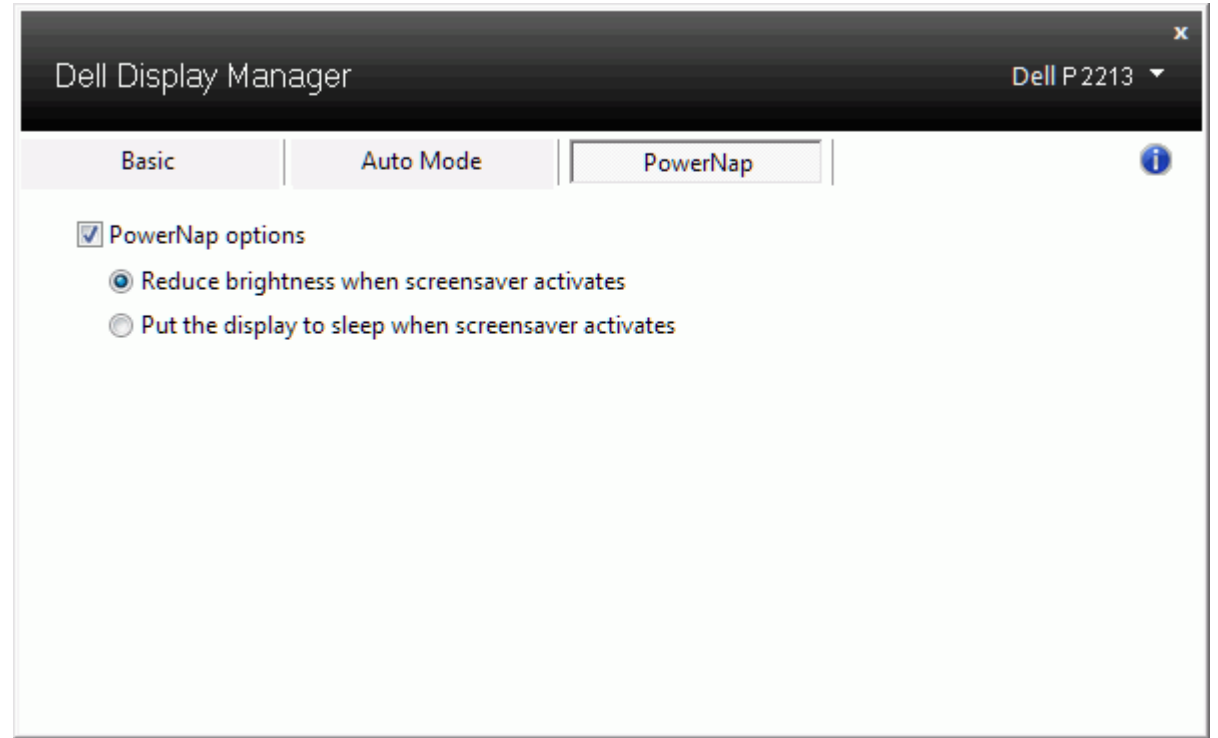 x
Dell Display Manager
Dell P2213
Basic
Auto Mode
PowerNap
PowerNap options
Reduce brightness when screensaver activates
Put the display to sleep when screensaver activates